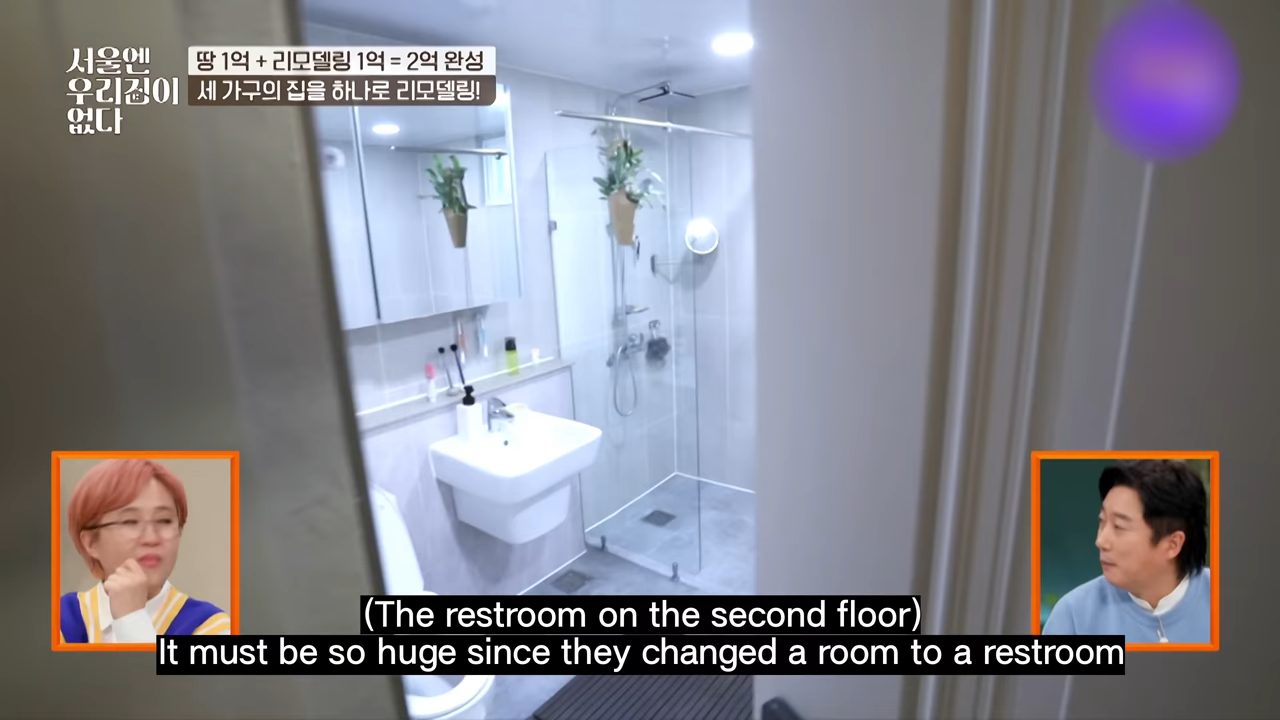 서울엔
우리집이
없다
땅 1억 + 리모델링 1억 = 2억 완성
세 가구의 집을 하나로 리모델링!
(The restroom on the second floor)
It must be so huge since they changed a room to a restroom